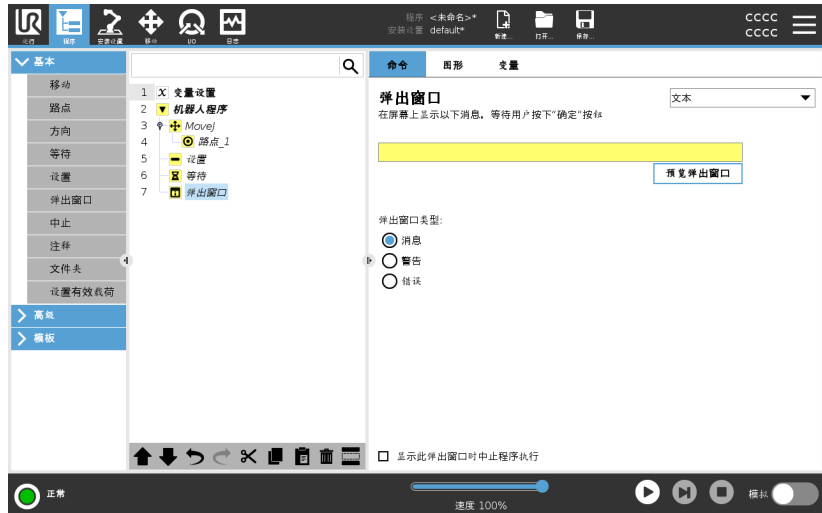 程序 <未命名>*
安装设置 default*
CCCC
CCCC
运行
程序
安装设置
移动
I/O
日志
新建...
打开...
保存...
基本
移动
路点
方向
等待
设置
弹出窗口
中止
注释
文件夹
设置有效载荷
高级
模板
1 X 变量设置
2 机器人程序
3 MoveJ
4 路点_1
5 设置
6 等待
7 弹出窗口
命令
图形
变量
弹出窗口
文本
在屏幕上显示以下消息，等待用户按下"确定"按钮
预览弹出窗口
弹出窗口类型:
消息
警告
错误
显示此弹出窗口时中止程序执行
正常
速度 100%
模拟